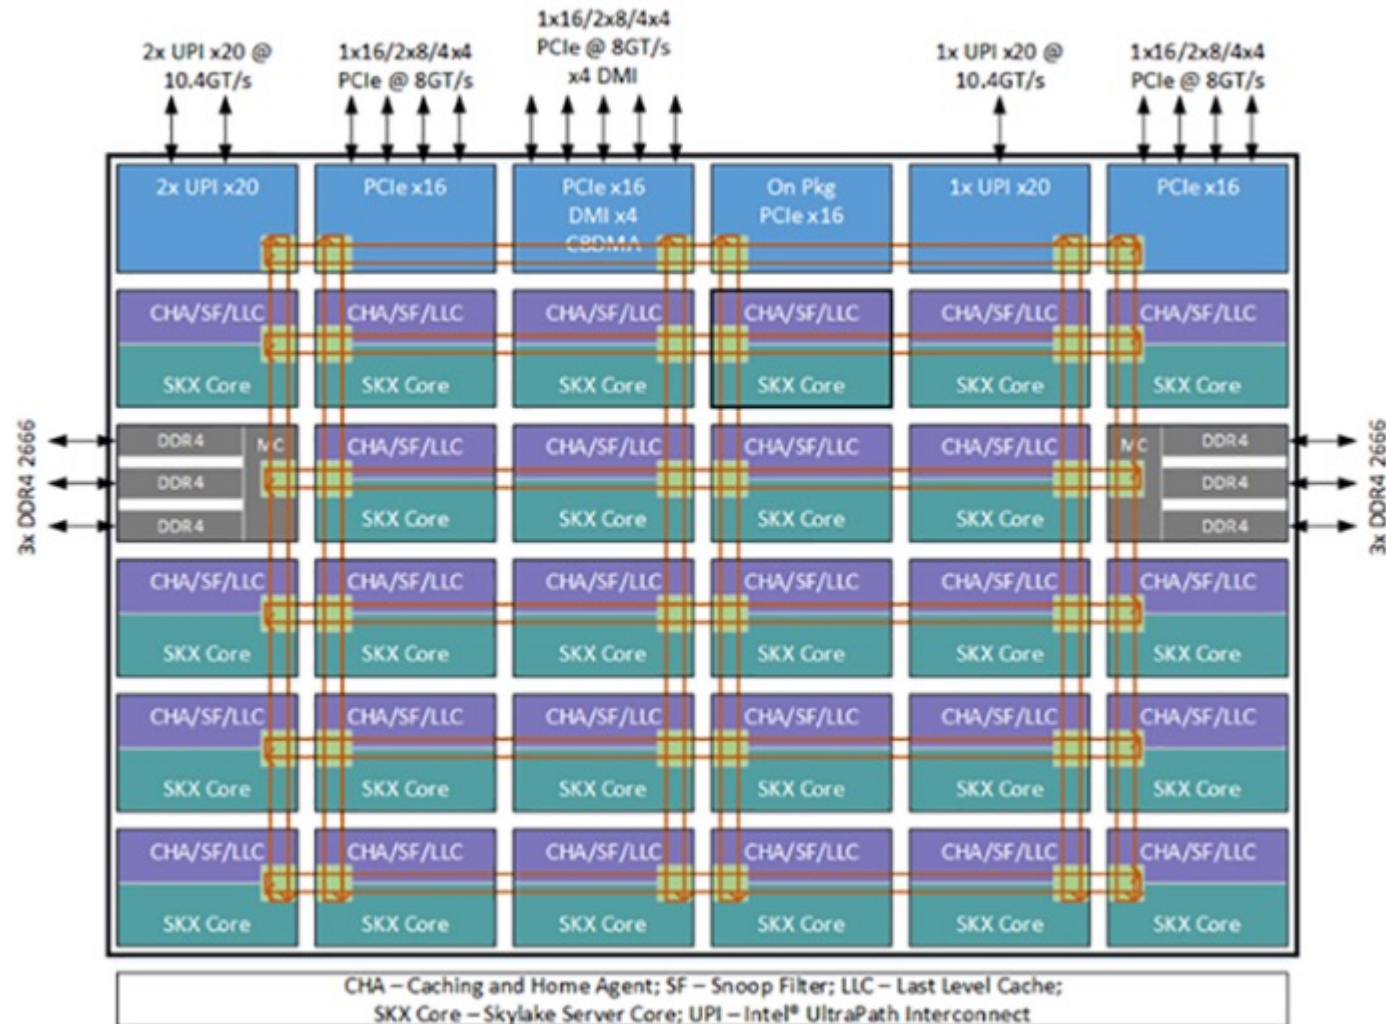 2x UPI x20 @
10.4GT/s
1x16/2x8/4x4
PCIe @ 8GT/s
1x16/2x8/4x4
PCIe @ 8GT/s
x4 DMI
1x UPI x20 @
10.4GT/s
1x16/2x8/4x4
PCIe @ 8GT/s
2x UPI x20
PCIe x16
PCIe x16
DMI x4
CBDMA
On Pkg
PCIe x16
1x UPI x20
PCIe x16
CHA/SF/LLC
SKX Core
CHA/SF/LLC
SKX Core
CHA/SF/LLC
SKX Core
CHA/SF/LLC
SKX Core
CHA/SF/LLC
SKX Core
CHA/SF/LLC
SKX Core
3x DDR4 2666
DDR4
DDR4
DDR4
MC
CHA/SF/LLC
SKX Core
CHA/SF/LLC
SKX Core
CHA/SF/LLC
SKX Core
CHA/SF/LLC
SKX Core
MC
DDR4
DDR4
DDR4
3x DDR4 2666
CHA/SF/LLC
SKX Core
CHA/SF/LLC
SKX Core
CHA/SF/LLC
SKX Core
CHA/SF/LLC
SKX Core
CHA/SF/LLC
SKX Core
CHA/SF/LLC
SKX Core
CHA/SF/LLC
SKX Core
CHA/SF/LLC
SKX Core
CHA/SF/LLC
SKX Core
CHA/SF/LLC
SKX Core
CHA/SF/LLC
SKX Core
CHA/SF/LLC
SKX Core
CHA/SF/LLC
SKX Core
CHA/SF/LLC
SKX Core
CHA/SF/LLC
SKX Core
CHA/SF/LLC
SKX Core
CHA/SF/LLC
SKX Core
CHA/SF/LLC
SKX Core
CHA – Caching and Home Agent; SF – Snoop Filter; LLC – Last Level Cache;
SKX Core – Skylake Server Core; UPI – Intel® UltraPath Interconnect